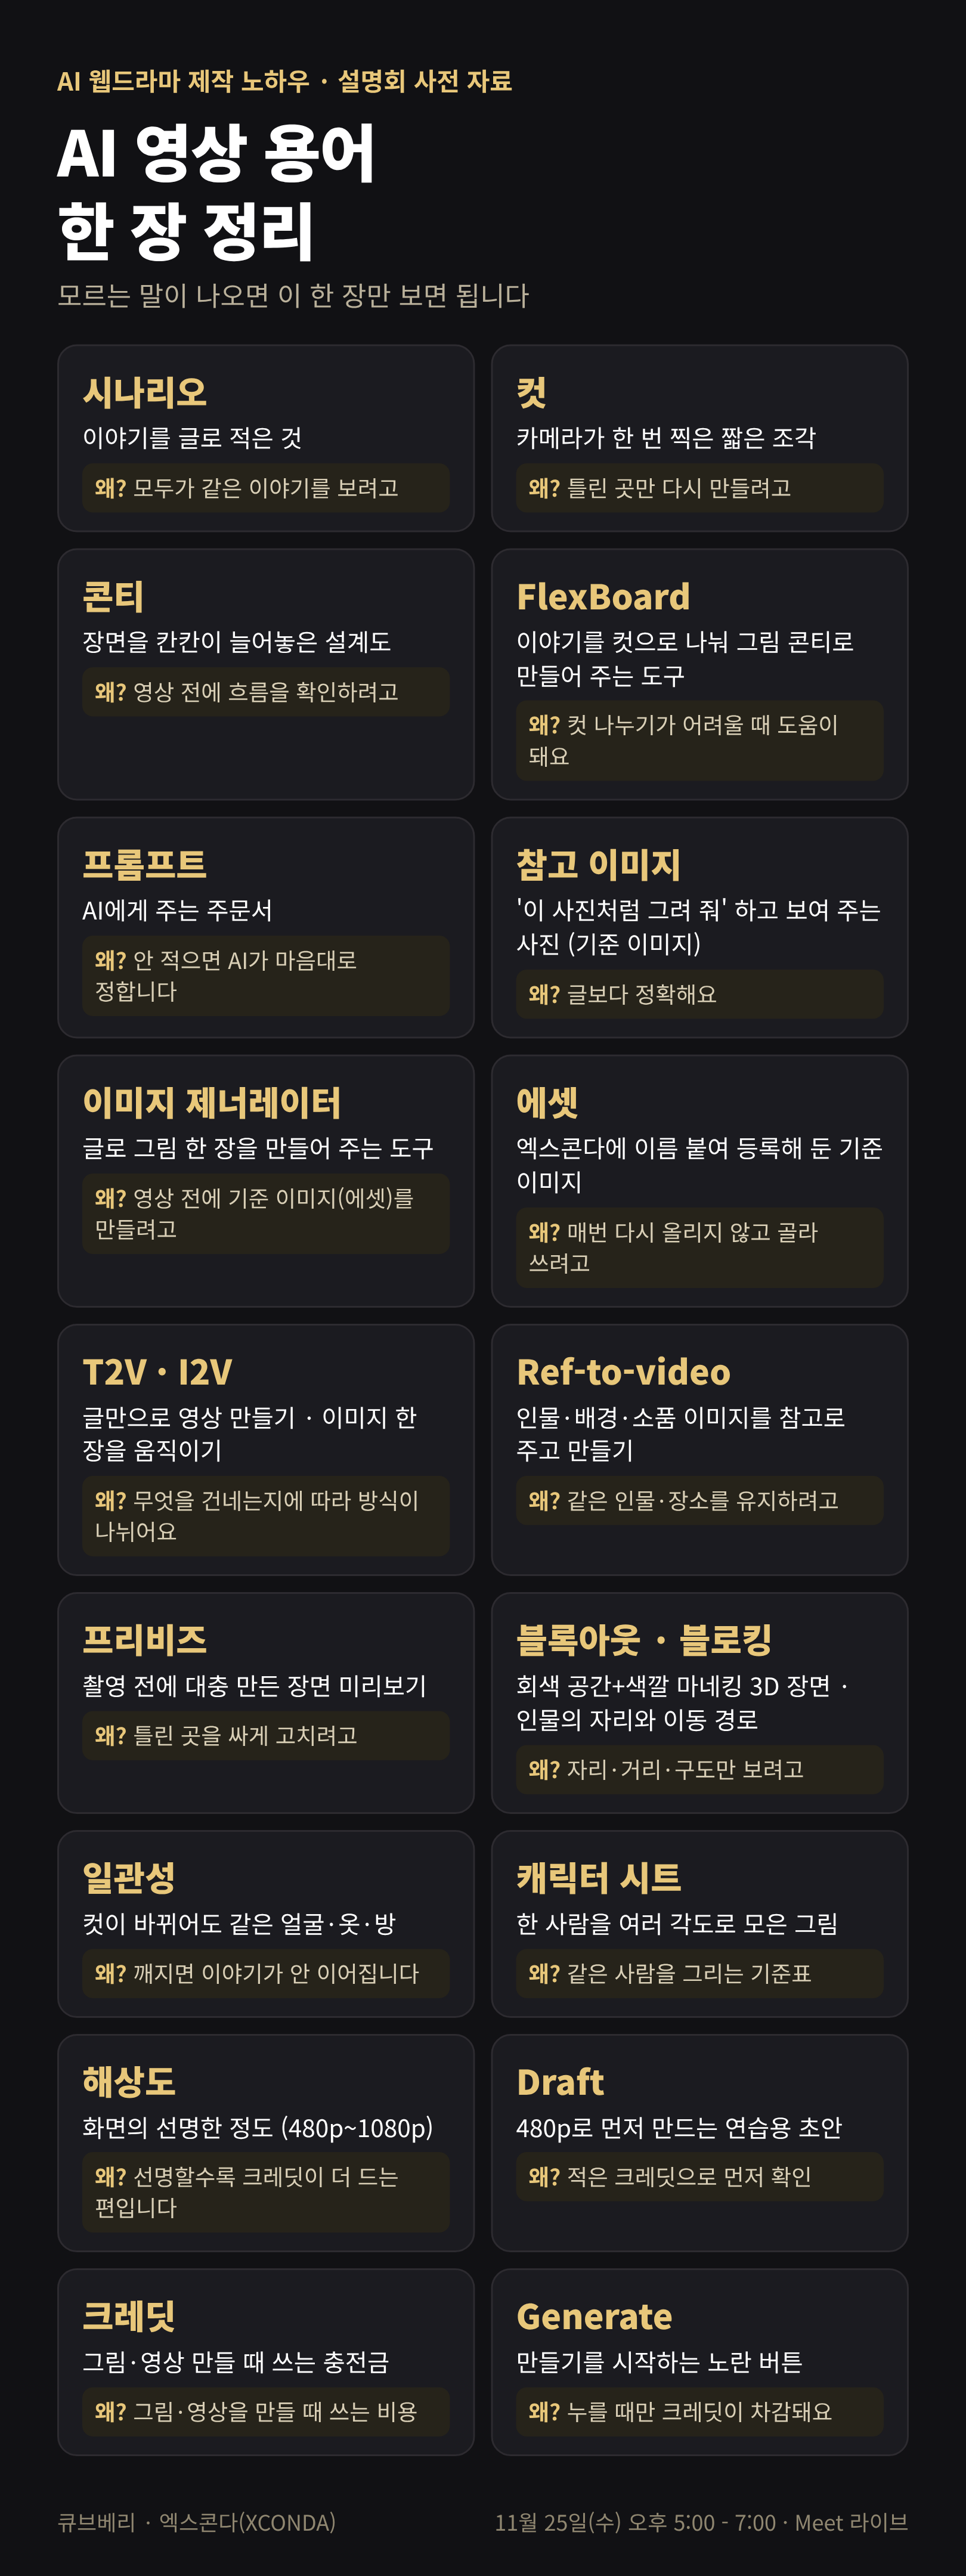 AI 웹드라마 제작 노하우 · 설명회 사전 자료
AI 영상 용어
한 장 정리
모르는 말이 나오면 이 한 장만 보면 됩니다
시나리오
이야기를 글로 적은 것
왜? 모두가 같은 이야기를 보려고
컷
카메라가 한 번 찍은 짧은 조각
왜? 틀린 곳만 다시 만들려고
콘티
장면을 칸칸이 늘어놓은 설계도
왜? 영상 전에 흐름을 확인하려고
FlexBoard
이야기를 컷으로 나눠 그림 콘티로
만들어 주는 도구
왜? 컷 나누기가 어려울 때 도움이
돼요
프롬프트
AI에게 주는 주문서
왜? 안 적으면 AI가 마음대로
정합니다
참고 이미지
'이 사진처럼 그려 줘' 하고 보여 주는
사진 (기준 이미지)
왜? 글보다 정확해요
이미지 제너레이터
글로 그림 한 장을 만들어 주는 도구
왜? 영상 전에 기준 이미지(에셋)를
만들려고
에셋
엑스콘다에 이름 붙여 등록해 둔 기준
이미지
왜? 매번 다시 올리지 않고 골라
쓰려고
T2V · I2V
글만으로 영상 만들기 · 이미지 한
장을 움직이기
왜? 무엇을 건네는지에 따라 방식이
나뉘어요
Ref-to-video
인물·배경·소품 이미지를 참고로
주고 만들기
왜? 같은 인물·장소를 유지하려고
프리비즈
촬영 전에 대충 만든 장면 미리보기
왜? 틀린 곳을 싸게 고치려고
블록아웃 · 블로킹
회색 공간+색깔 마네킹 3D 장면 ·
인물의 자리와 이동 경로
왜? 자리·거리·구도만 보려고
일관성
컷이 바뀌어도 같은 얼굴·옷·방
왜? 깨지면 이야기가 안 이어집니다
캐릭터 시트
한 사람을 여러 각도로 모은 그림
왜? 같은 사람을 그리는 기준표
해상도
화면의 선명한 정도 (480p~1080p)
왜? 선명할수록 크레딧이 더 드는
편입니다
Draft
480p로 먼저 만드는 연습용 초안
왜? 적은 크레딧으로 먼저 확인
크레딧
그림·영상 만들 때 쓰는 충전금
왜? 그림·영상을 만들 때 쓰는 비용
Generate
만들기를 시작하는 노란 버튼
왜? 누를 때만 크레딧이 차감돼요
큐브베리 · 엑스콘다(XCONDA)
11월 25일(수) 오후 5:00 - 7:00 · Meet 라이브